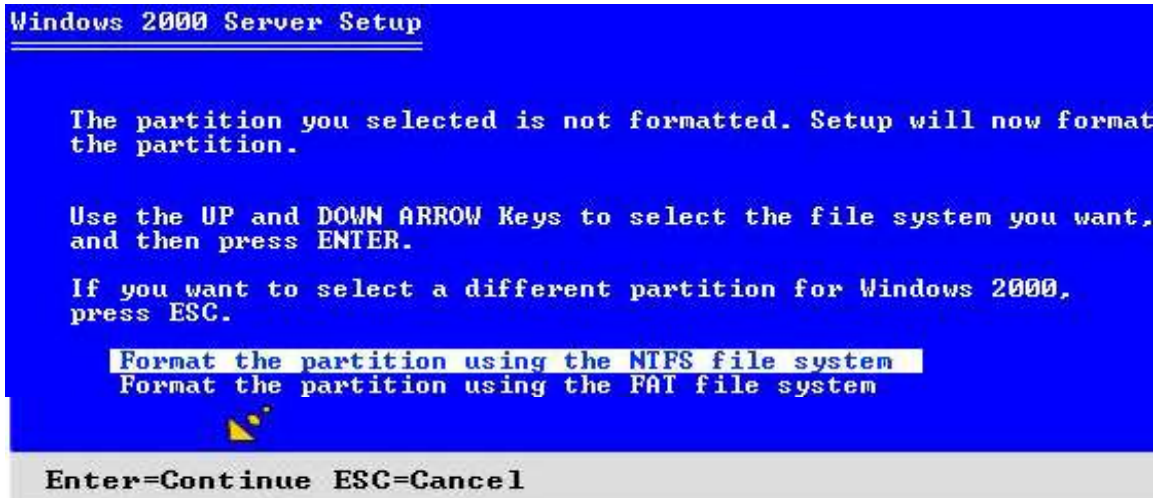 Windows 2000 Server Setup
The partition you selected is not formatted. Setup will now format
the partition.
Use the UP and DOWN ARROW Keys to select the file system you want,
and then press ENTER.
If you want to select a different partition for Windows 2000,
press ESC.
Format the partition using the NTFS file system
Format the partition using the FAT file system
Enter=Continue ESC=Cancel